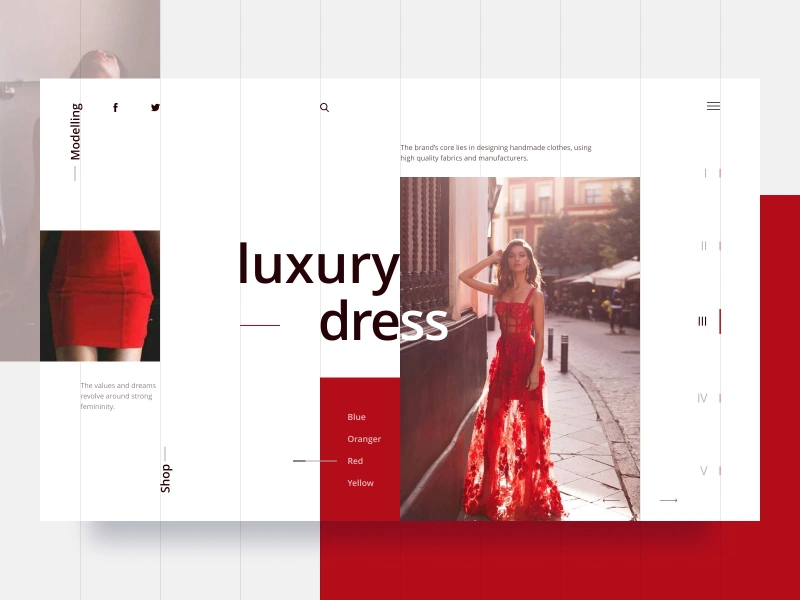 Modelling
f
The brand's core lies in designing handmade clothes, using
high quality fabrics and manufacturers.
I
II
III
IV
V
luxury
dress
The values and dreams
revolve around strong
femininity.
Shop
Blue
Oranger
Red
Yellow